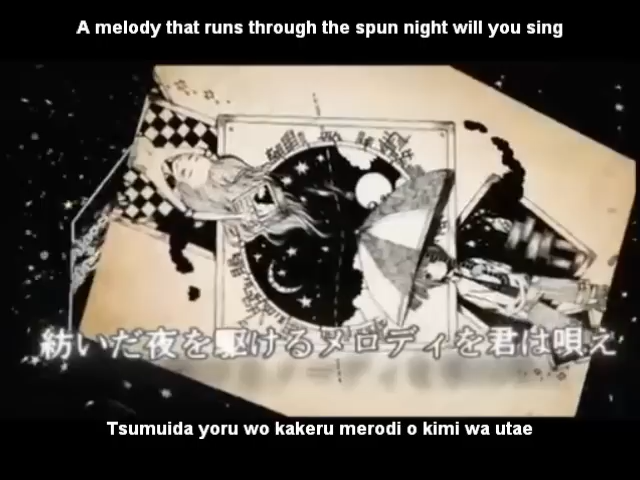 A melody that runs through the spun night will you sing
紡いだ夜を駆けるメロディを君は唄え
Tsumuida yoru wo kakeru merodi o kimi wa utae